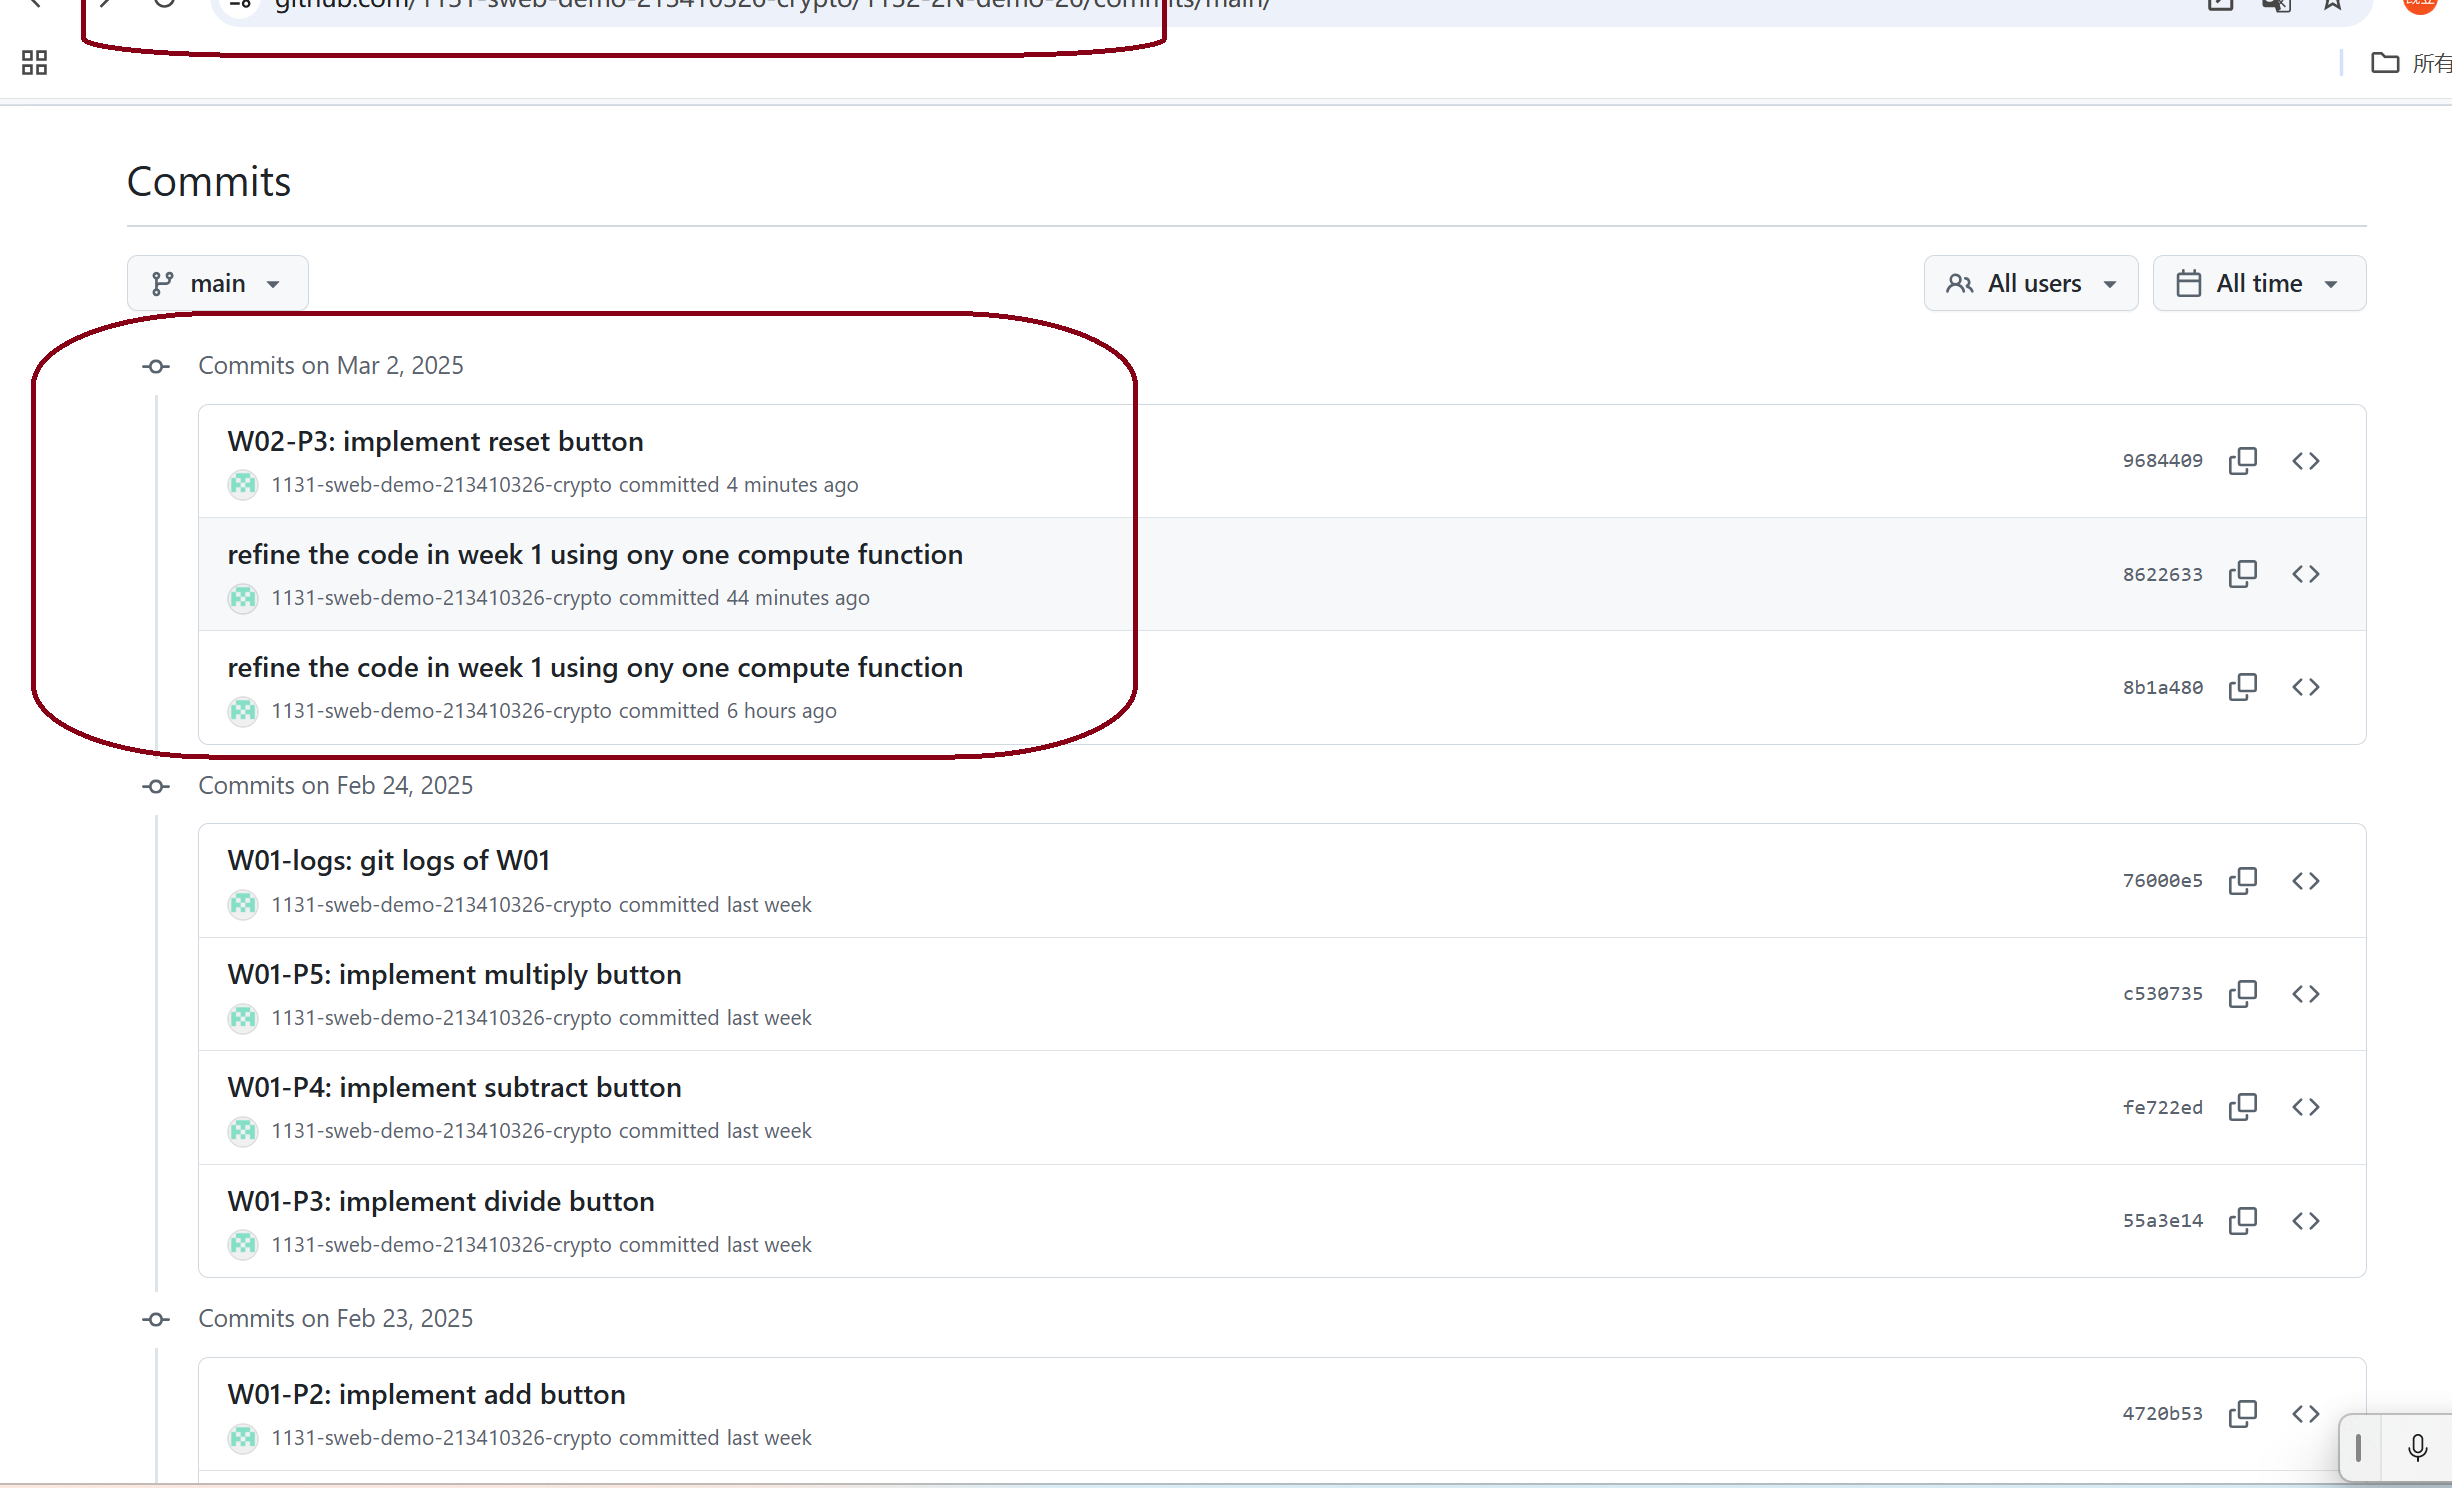 github.com/1131-sweb-demo-213410326-crypto/1132-2N-demo-26/commits/main/
所有
Commits
main
All users
All time
Commits on Mar 2, 2025
W02-P3: implement reset button
1131-sweb-demo-213410326-crypto committed 4 minutes ago
9684409
refine the code in week 1 using ony one compute function
1131-sweb-demo-213410326-crypto committed 44 minutes ago
8622633
refine the code in week 1 using ony one compute function
1131-sweb-demo-213410326-crypto committed 6 hours ago
8b1a480
Commits on Feb 24, 2025
W01-logs: git logs of W01
1131-sweb-demo-213410326-crypto committed last week
76000e5
W01-P5: implement multiply button
1131-sweb-demo-213410326-crypto committed last week
c530735
W01-P4: implement subtract button
1131-sweb-demo-213410326-crypto committed last week
fe722ed
W01-P3: implement divide button
1131-sweb-demo-213410326-crypto committed last week
55a3e14
Commits on Feb 23, 2025
W01-P2: implement add button
1131-sweb-demo-213410326-crypto committed last week
4720b53